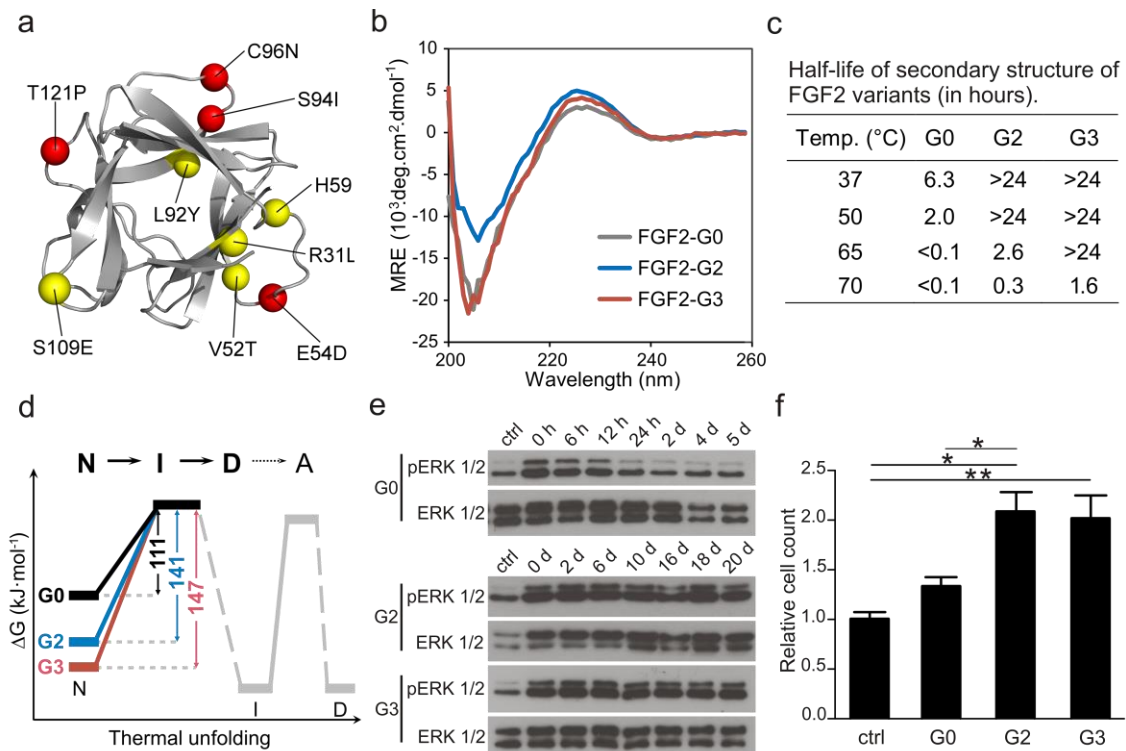 a
C96N
T121P
S94I
H59
L92Y
R31L
S109E
V52T
E54D
b
MRE (10³.deg.cm².dmol⁻¹)
10
5
0
-5
-10
-15
-20
-25
200
220
240
260
Wavelength (nm)
FGF2-G0
FGF2-G2
FGF2-G3
c
Half-life of secondary structure of
FGF2 variants (in hours).
Temp. (°C) G0 G2 G3
37 6.3 >24 >24
50 2.0 >24 >24
65 <0.1 2.6 >24
70 <0.1 0.3 1.6
d
N → I → D ⇢ A
ΔG (kJ·mol⁻¹)
111
141
147
G0
G2
G3
N
I
D
Thermal unfolding
e
ctrl 0 h 6 h 12 h 24 h 2 d 4 d 5 d
G0
pERK 1/2
ERK 1/2
ctrl 0 d 2 d 6 d 10 d 16 d 18 d 20 d
G2
pERK 1/2
ERK 1/2
G3
pERK 1/2
ERK 1/2
f
*
*
**
Relative cell count
2.5
2.0
1.5
1.0
0.5
0
ctrl G0 G2 G3